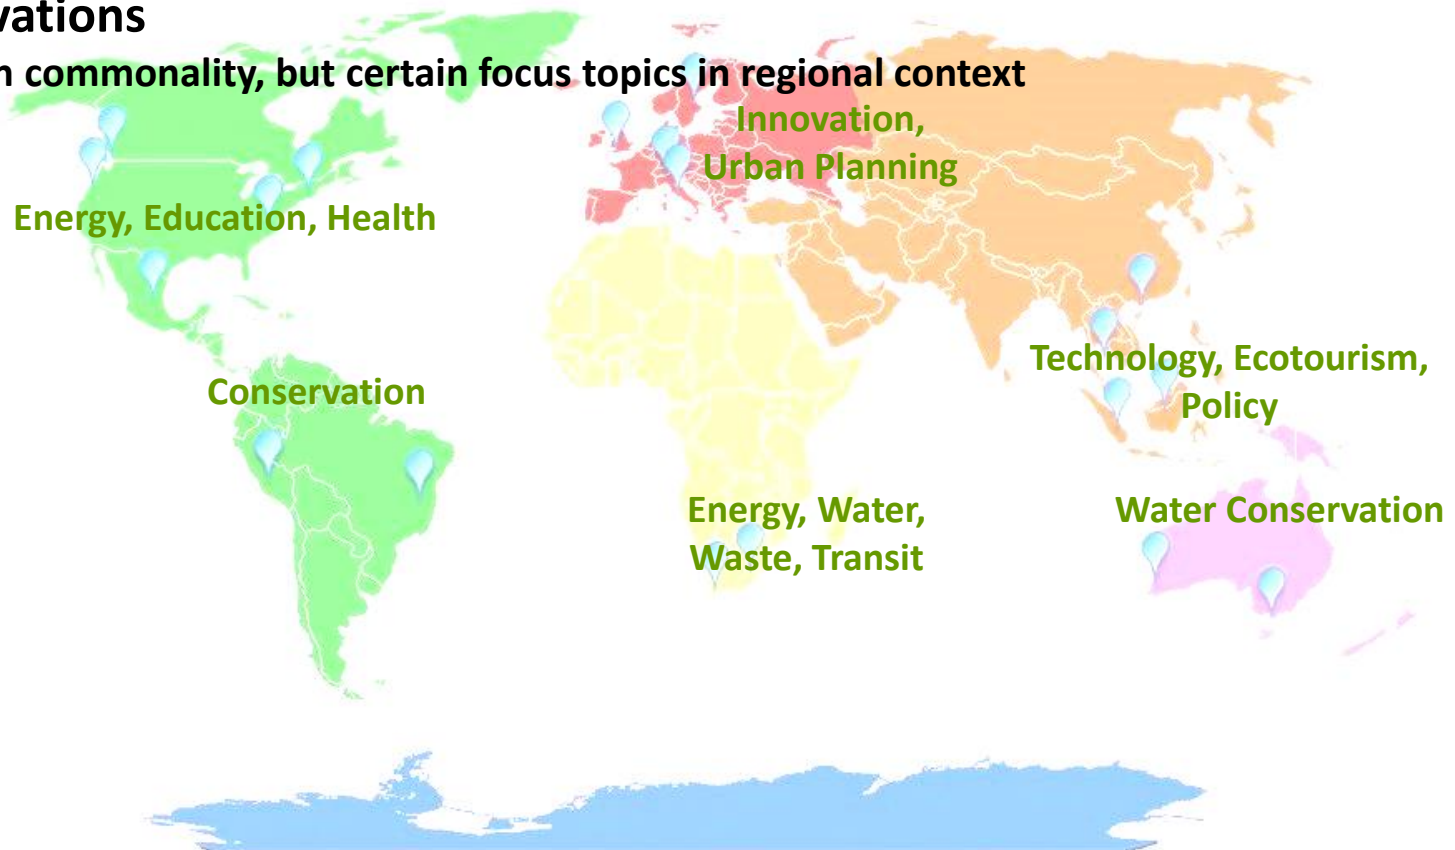 vations
n commonality, but certain focus topics in regional context
Innovation,
Urban Planning
Energy, Education, Health
Technology, Ecotourism,
Policy
Conservation
Energy, Water,
Waste, Transit
Water Conservation